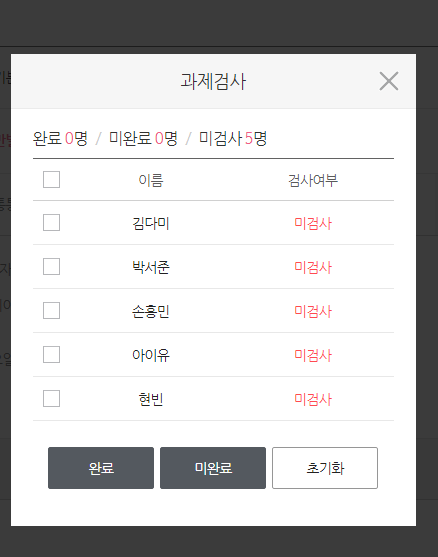 과제검사
완료 0명 / 미완료 0명 / 미검사 5명
이름 검사여부
김다미 미검사
박서준 미검사
손흥민 미검사
아이유 미검사
현빈 미검사
완료 미완료 초기화